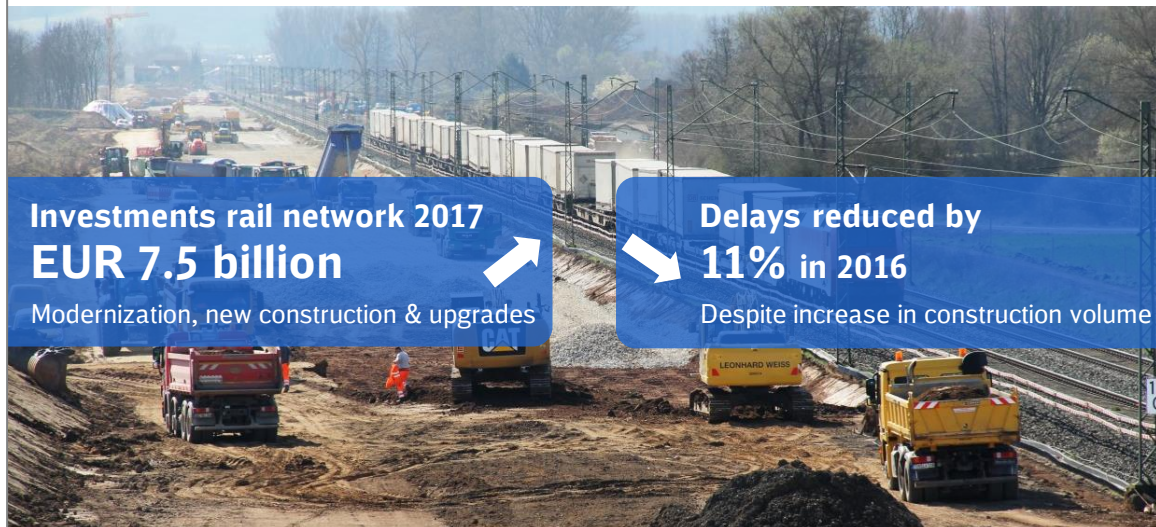 Investments rail network 2017
EUR 7.5 billion
Modernization, new construction & upgrades
Delays reduced by
11% in 2016
Despite increase in construction volume
CAT
LEONHARD WEISS